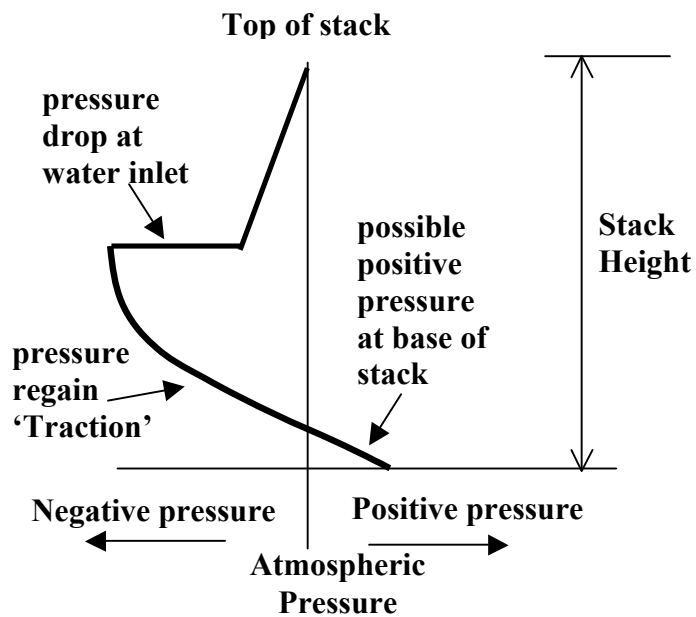 Top of stack
pressure
drop at
water inlet
possible
positive
pressure
at base of
stack
Stack
Height
pressure
regain
‘Traction’
Negative pressure
Positive pressure
Atmospheric
Pressure